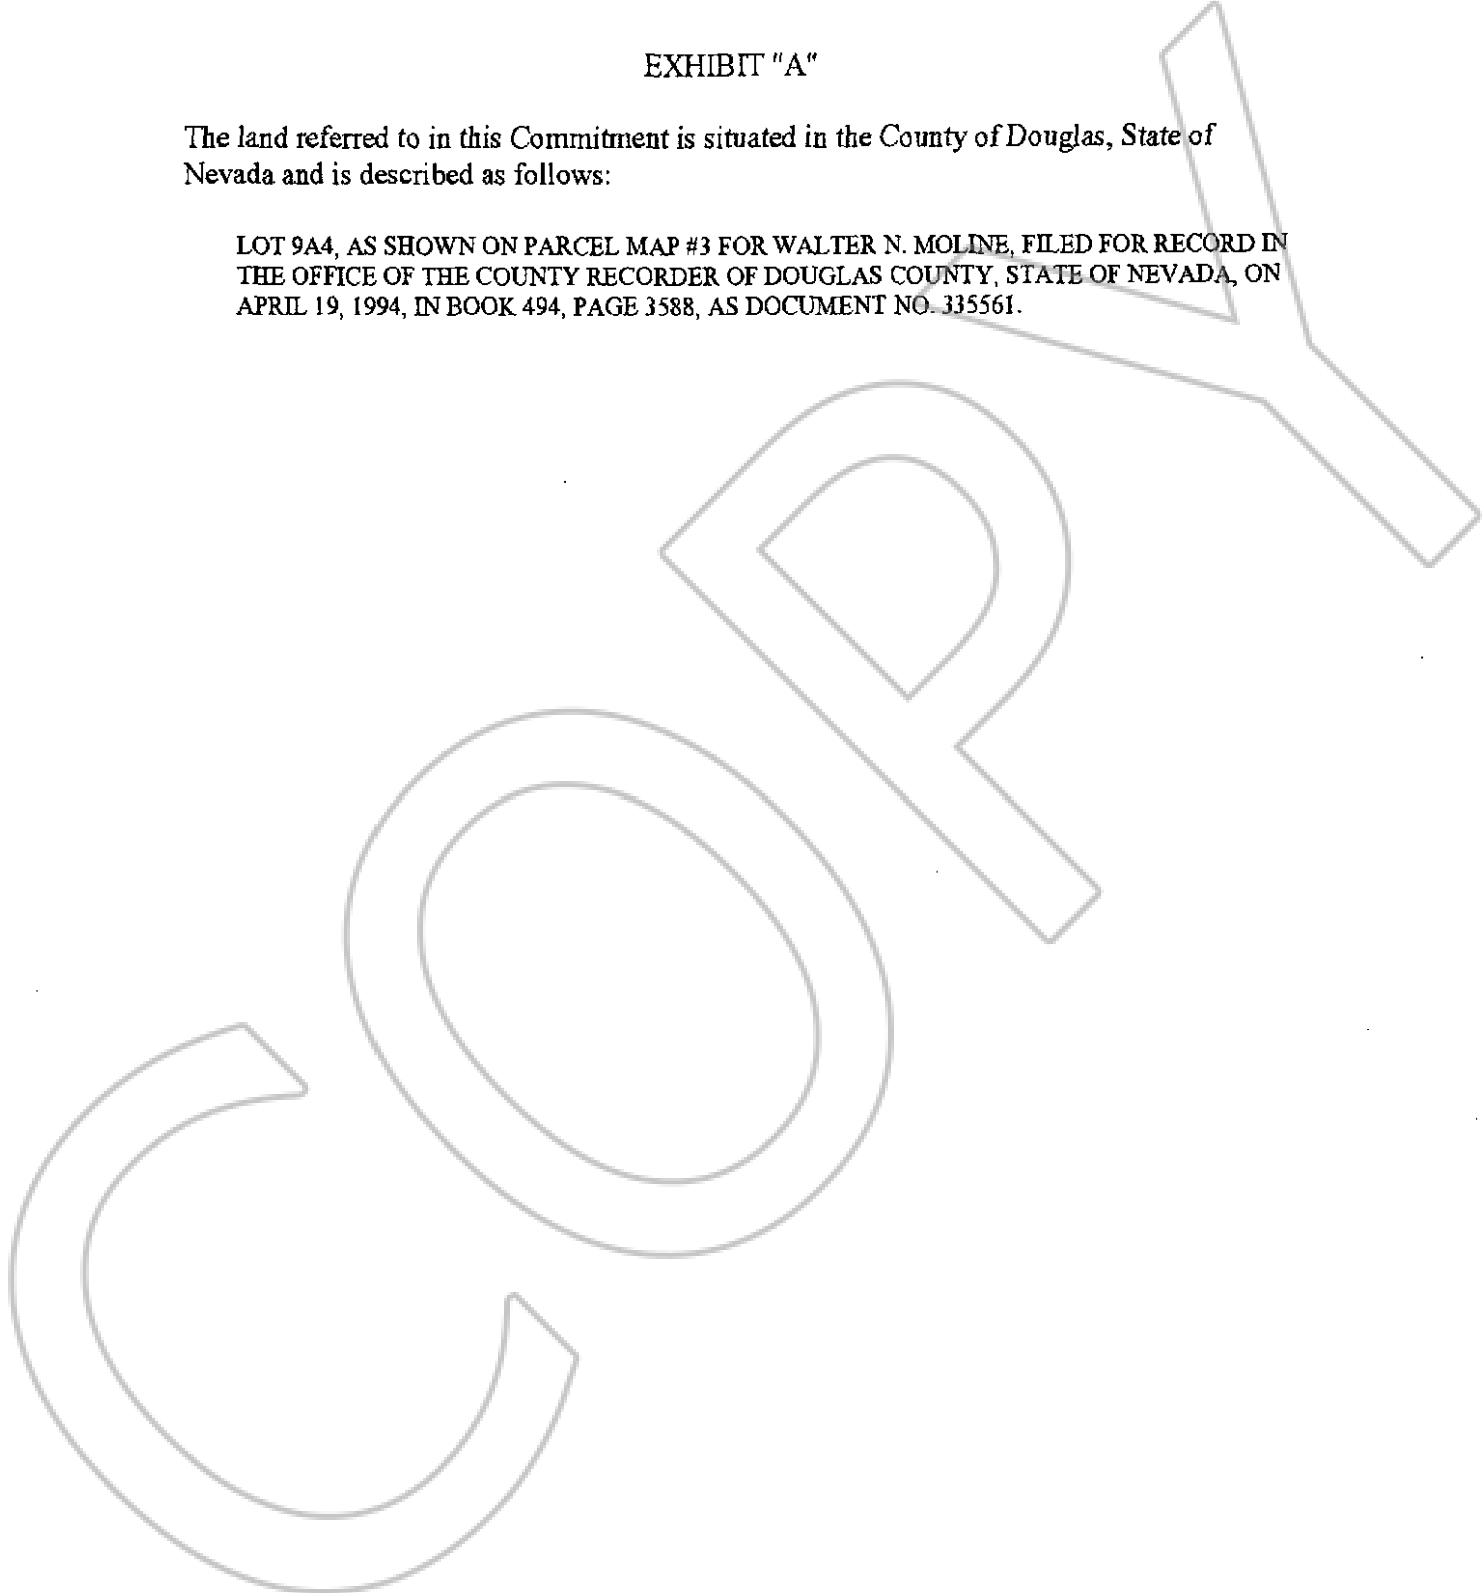 EXHIBIT "A"
The land referred to in this Commitment is situated in the County of Douglas, State of
Nevada and is described as follows:
LOT 9A4, AS SHOWN ON PARCEL MAP #3 FOR WALTER N. MOLINE, FILED FOR RECORD IN
THE OFFICE OF THE COUNTY RECORDER OF DOUGLAS COUNTY, STATE OF NEVADA, ON
APRIL 19, 1994, IN BOOK 494, PAGE 3588, AS DOCUMENT NO. 335561.
COPY